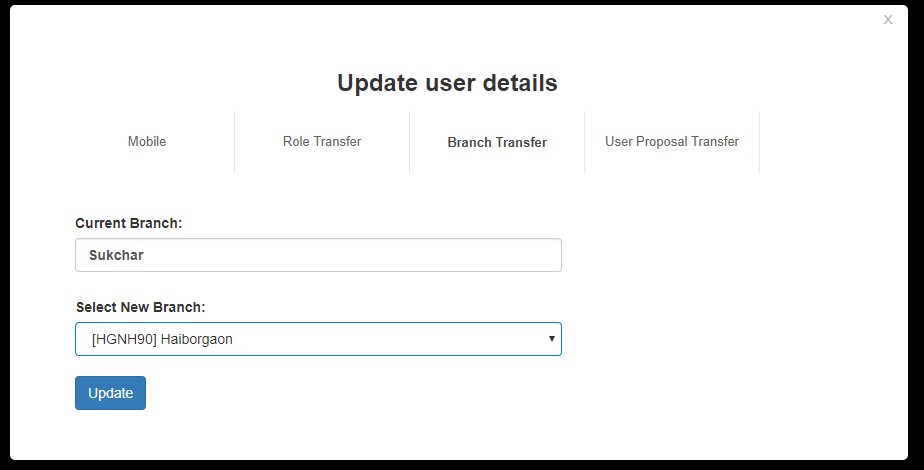 X
Update user details
Mobile Role Transfer Branch Transfer User Proposal Transfer
Current Branch:
Sukchar
Select New Branch:
[HGNH90] Haiborgaon
Update